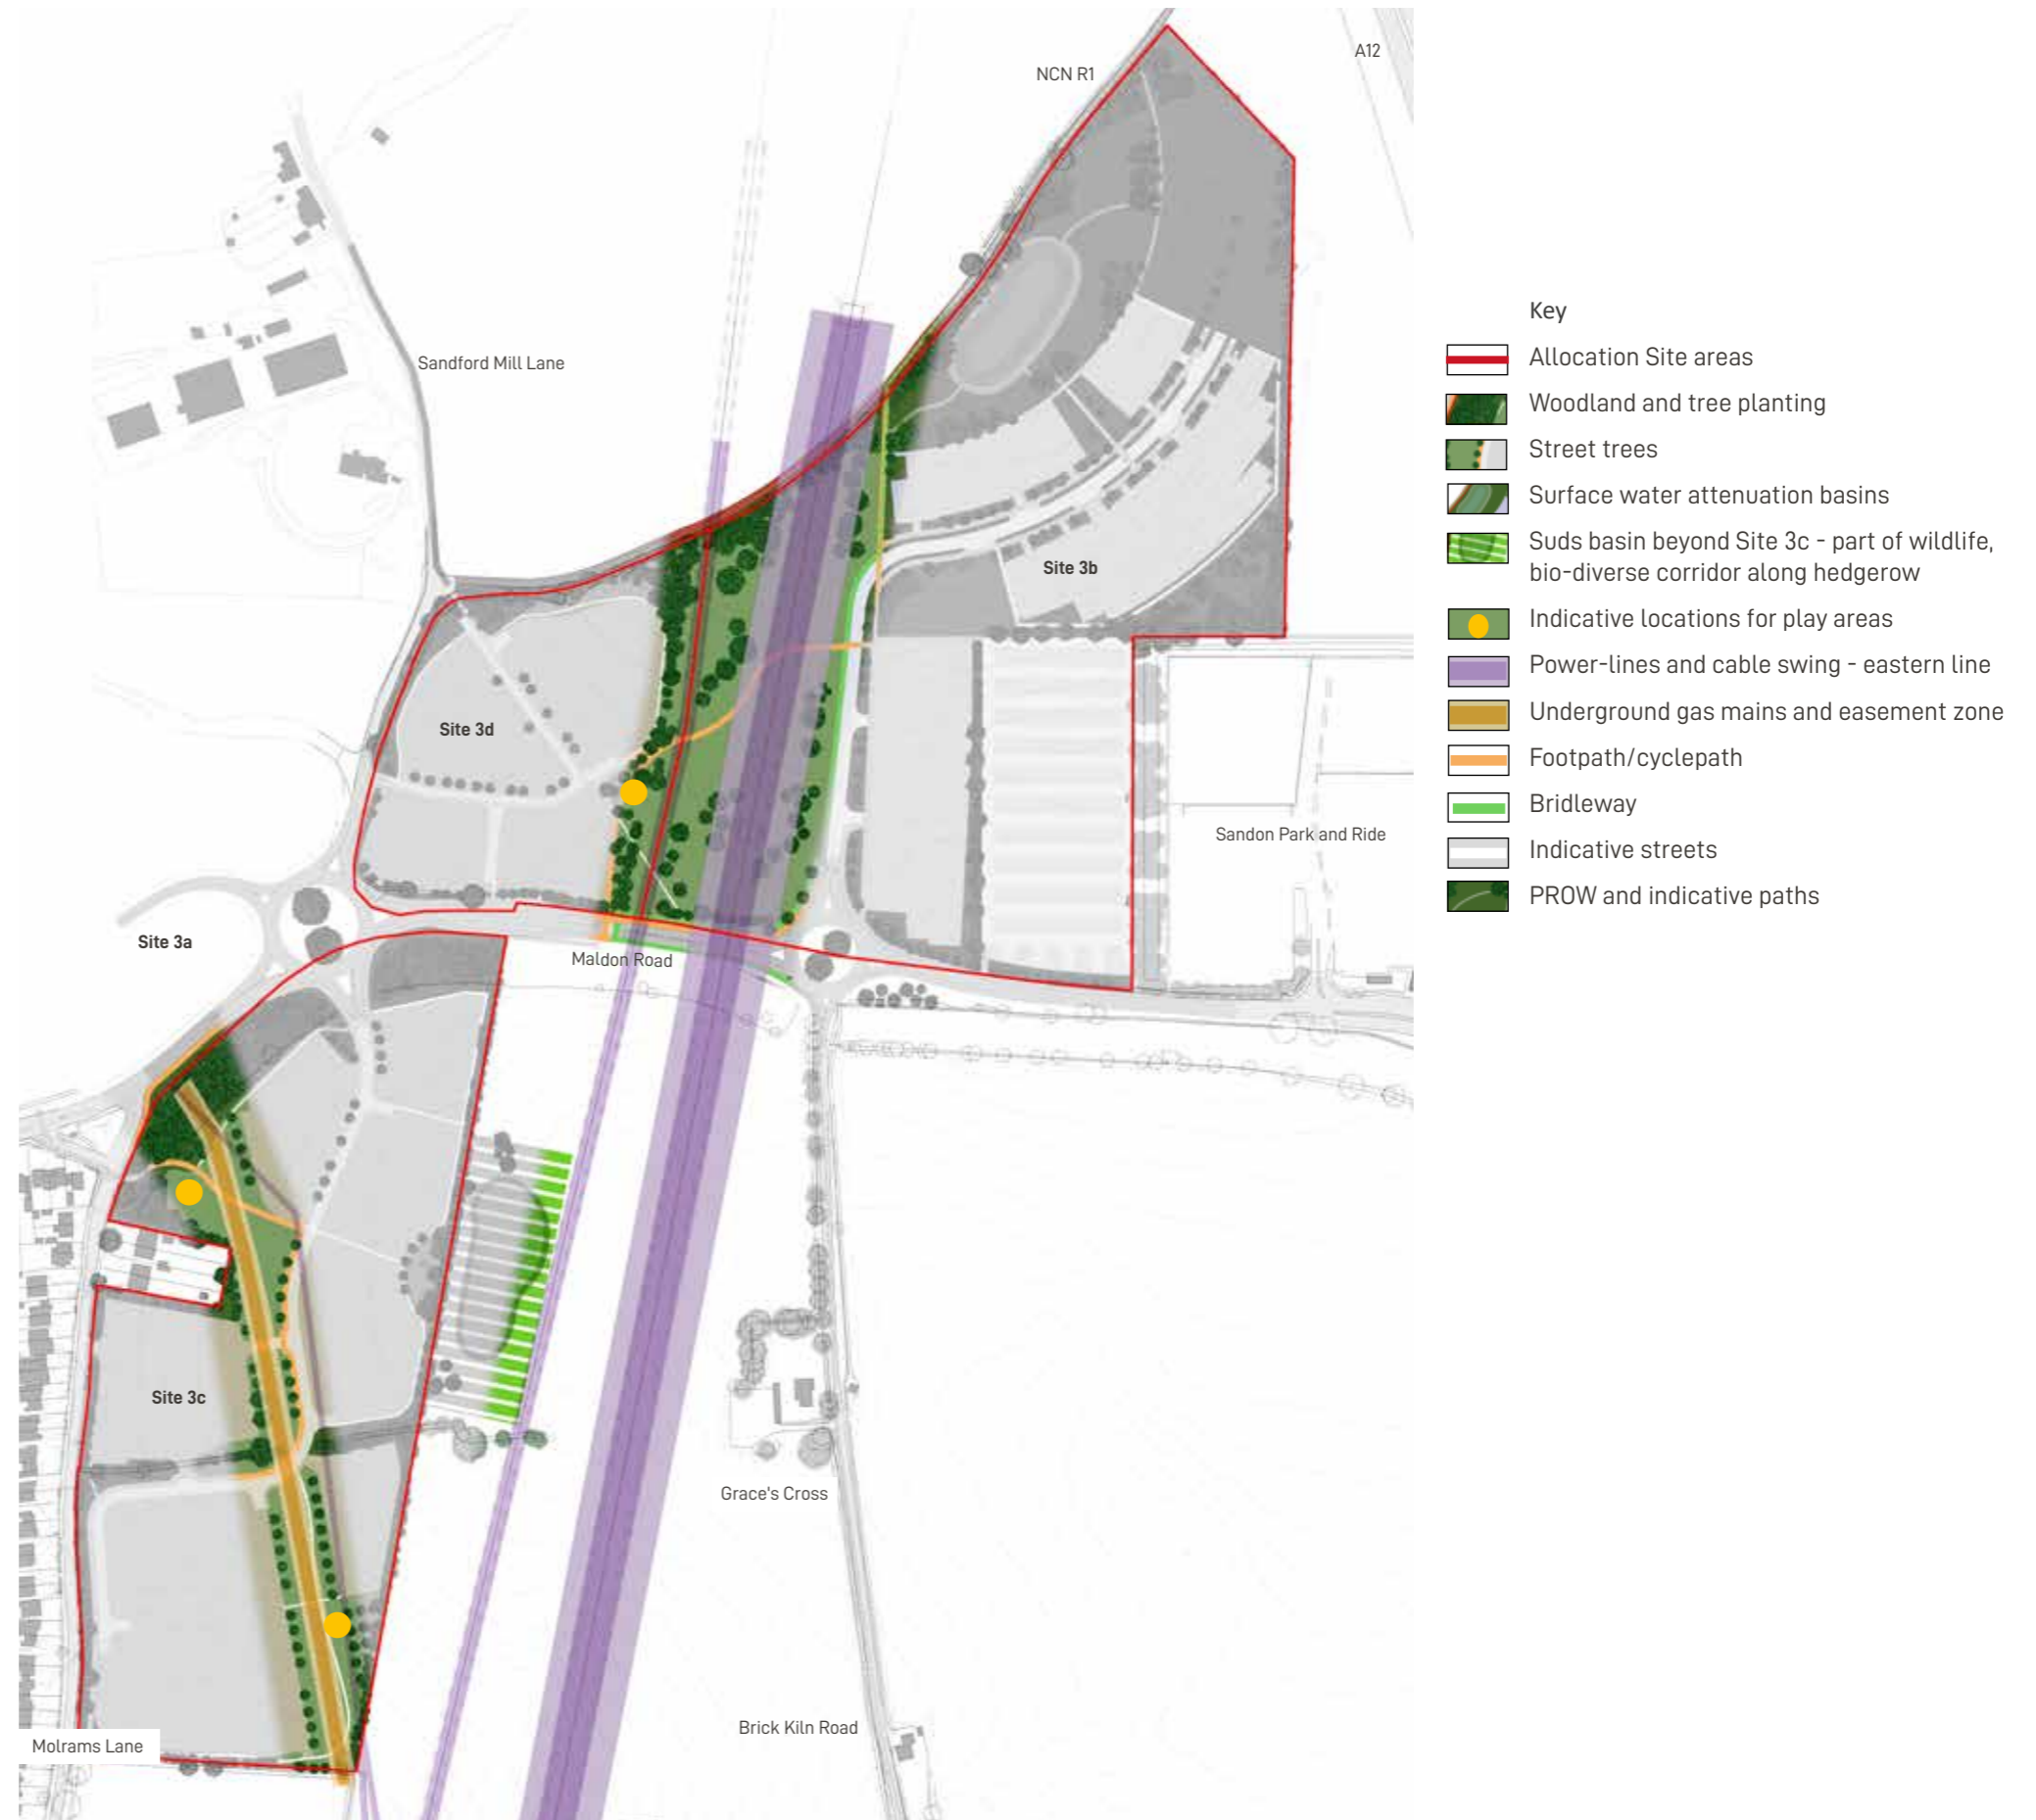 A12
NCN R1
Sandford Mill Lane
Site 3b
Site 3d
Sandon Park and Ride
Site 3a
Maldon Road
Site 3c
Grace's Cross
Brick Kiln Road
Molrams Lane
Key
Allocation Site areas
Woodland and tree planting
Street trees
Surface water attenuation basins
Suds basin beyond Site 3c - part of wildlife,
bio-diverse corridor along hedgerow
Indicative locations for play areas
Power-lines and cable swing - eastern line
Underground gas mains and easement zone
Footpath/cyclepath
Bridleway
Indicative streets
PROW and indicative paths